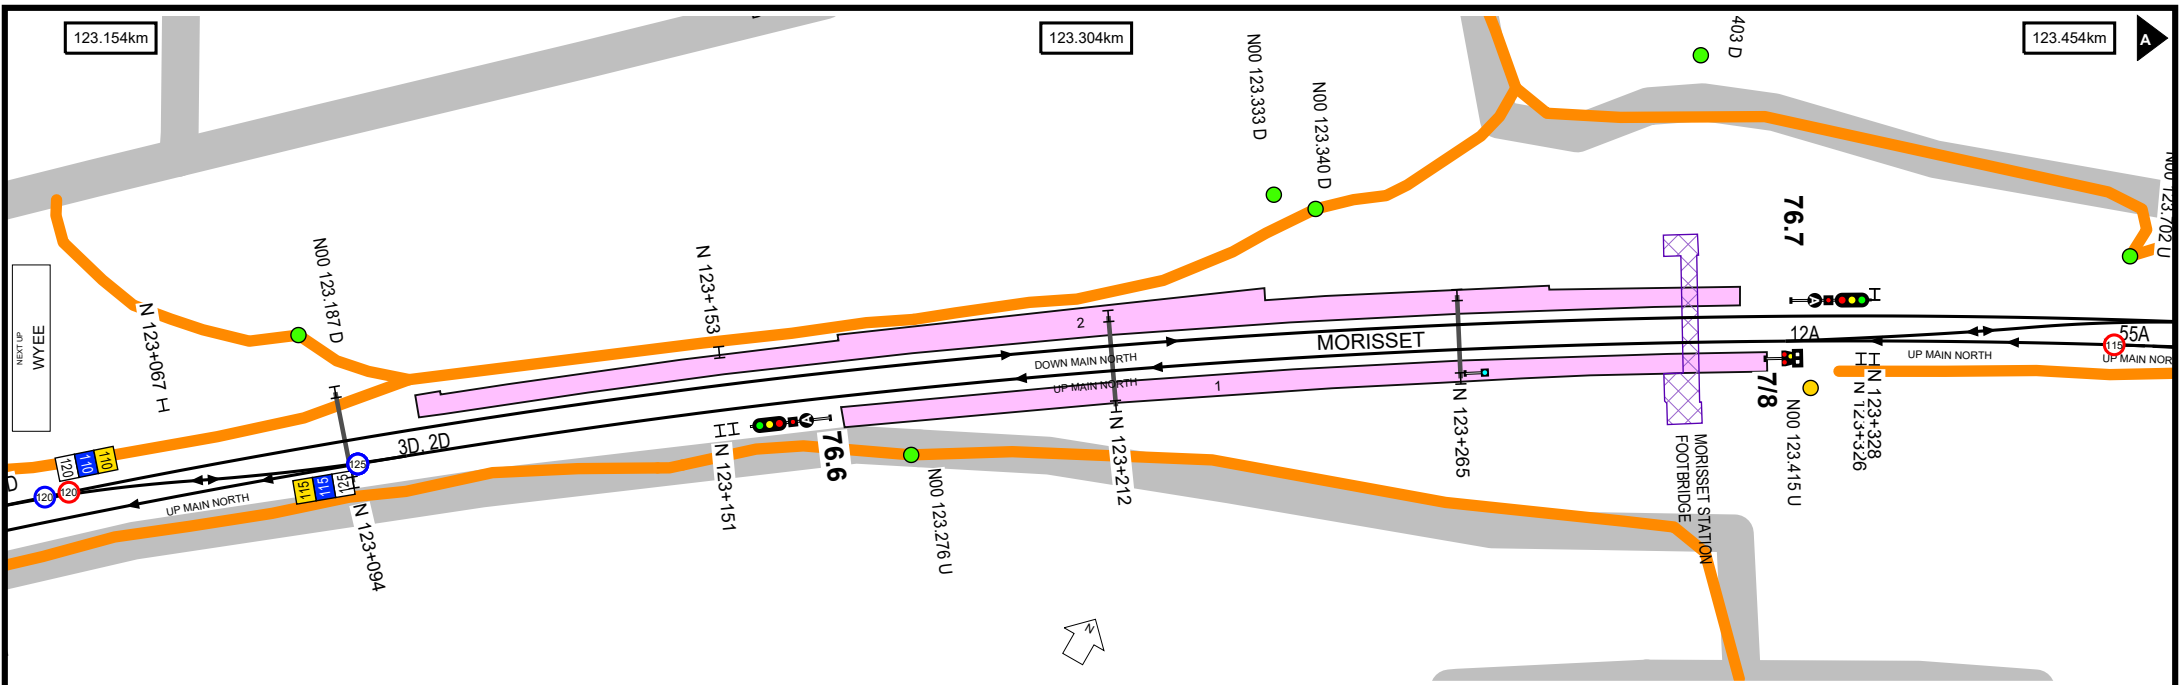 123.154km
123.304km
123.454km
A
403 D
N00 123.333 D
N00 123.340 D
N00 123.702 U
76.7
N00 123.187 D
N 123+153
N 123+067
NEXT UP
WYEE
2
DOWN MAIN NORTH
UP MAIN NORTH
MORISSET
12A
55A
115
UP MAIN NORTH
UP MAIN NOR
1
7/8
N00 123.415 U
N 123+326
N 123+328
3D, 2D
125
120
110
110
115
115
125
D
120
120
UP MAIN NORTH
N 123+094
N 123+151
76.6
A
A
N00 123.276 U
N 123+212
N 123+265
MORISSET STATION
FOOTBRIDGE
N